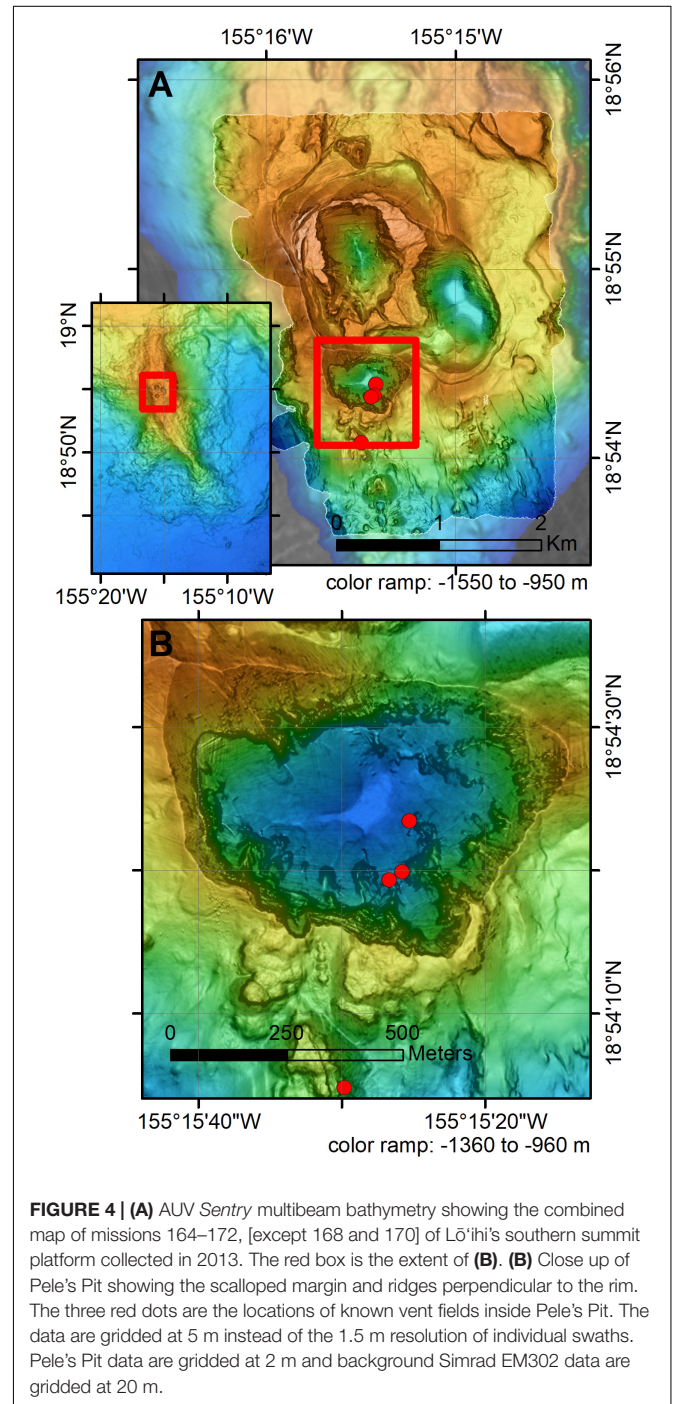 155°16'W
155°15'W
A
18°56'N
18°55'N
18°54'N
19°N
18°50'N
0
1
2
Km
155°20'W
155°10'W
color ramp: -1550 to -950 m
B
18°54'30"N
18°54'10"N
0
250
500
Meters
155°15'40"W
155°15'20"W
color ramp: -1360 to -960 m
FIGURE 4 | (A) AUV Sentry multibeam bathymetry showing the combined
map of missions 164–172, [except 168 and 170] of Lō‘ihi’s southern summit
platform collected in 2013. The red box is the extent of (B). (B) Close up of
Pele’s Pit showing the scalloped margin and ridges perpendicular to the rim.
The three red dots are the locations of known vent fields inside Pele’s Pit. The
data are gridded at 5 m instead of the 1.5 m resolution of individual swaths.
Pele’s Pit data are gridded at 2 m and background Simrad EM302 data are
gridded at 20 m.